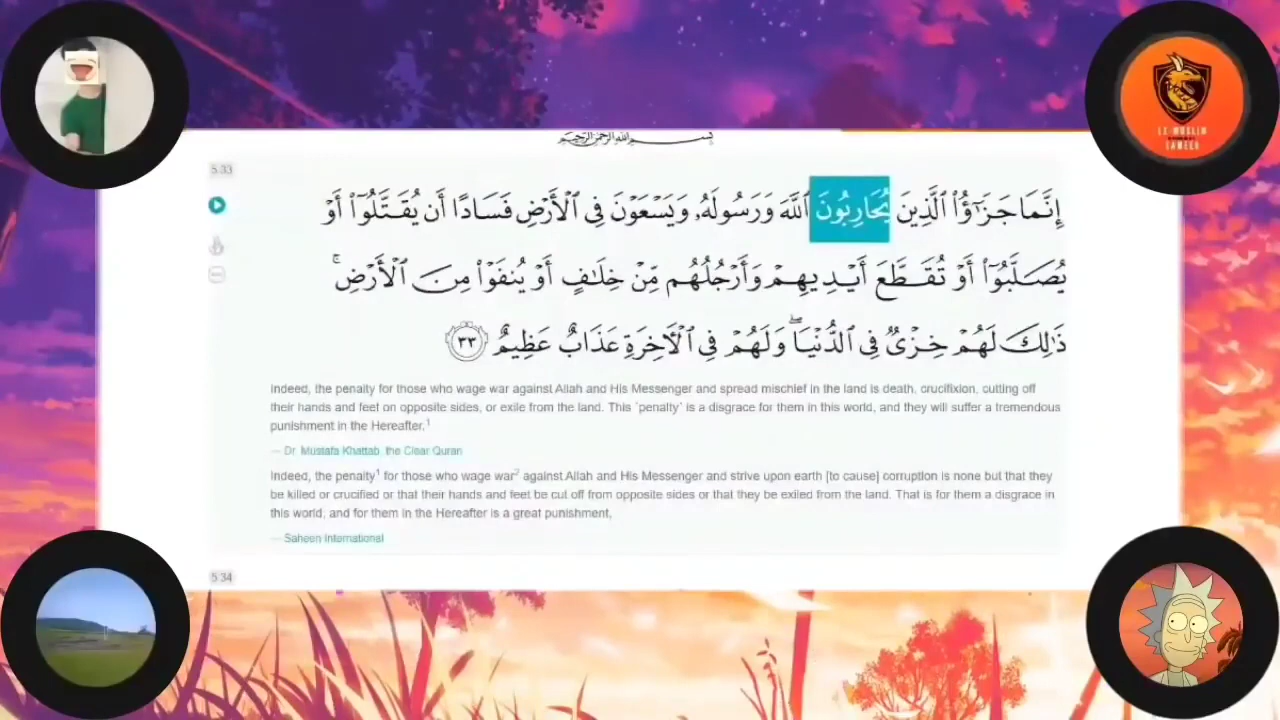 بسم الله الرحمن الرحيم
5:33
إِنَّمَا جَزَٰٓؤُا۟ ٱلَّذِينَ يُحَارِبُونَ ٱللَّهَ وَرَسُولَهُۥ وَيَسْعَوْنَ فِى ٱلْأَرْضِ فَسَادًا أَن يُقَتَّلُوٓا۟ أَوْ
يُصَلَّبُوٓا۟ أَوْ تُقَطَّعَ أَيْدِيهِمْ وَأَرْجُلُهُم مِّنْ خِلَٰفٍ أَوْ يُنفَوْا۟ مِنَ ٱلْأَرْضِ ۚ
ذَٰلِكَ لَهُمْ خِزْىٌ فِى ٱلدُّنْيَا ۖ وَلَهُمْ فِى ٱلْأَخِرَةِ عَذَابٌ عَظِيمٌ ٣٣
Indeed, the penalty for those who wage war against Allah and His Messenger and spread mischief in the land is death, crucifixion, cutting off
their hands and feet on opposite sides, or exile from the land. This ˹penalty˺ is a disgrace for them in this world, and they will suffer a tremendous
punishment in the Hereafter.¹
— Dr. Mustafa Khattab, the Clear Quran
Indeed, the penalty¹ for those who wage war² against Allah and His Messenger and strive upon earth [to cause] corruption is none but that they
be killed or crucified or that their hands and feet be cut off from opposite sides or that they be exiled from the land. That is for them a disgrace in
this world; and for them in the Hereafter is a great punishment,
— Saheeh International
5:34
EX-MUSLIM
SAMEER